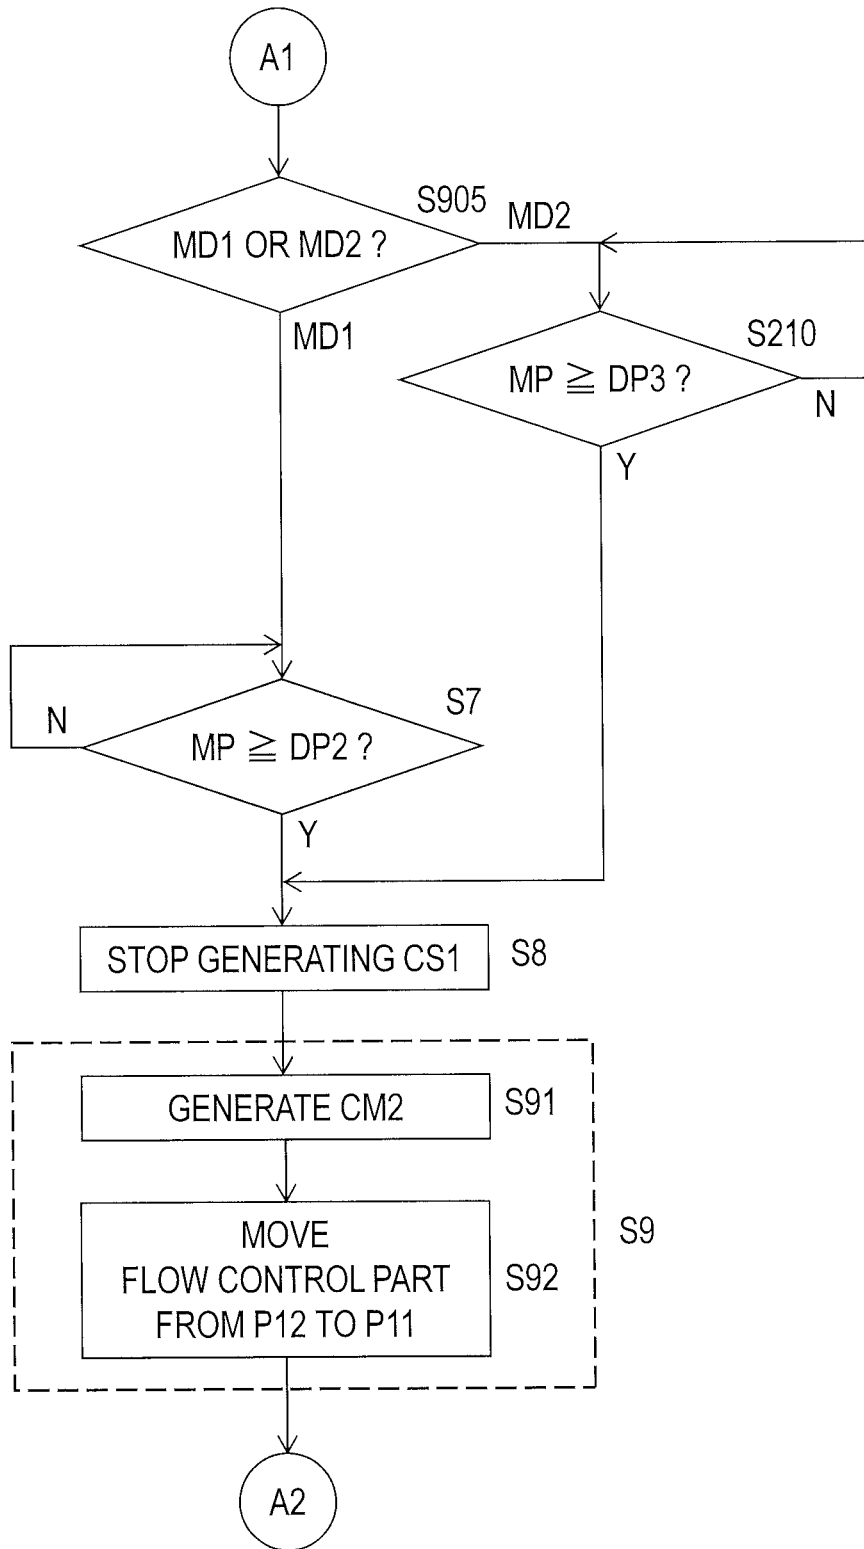 A1
S905
MD1 OR MD2 ?
MD2
MD1
S210
MP ≧ DP3 ?
N
Y
S7
MP ≧ DP2 ?
N
Y
STOP GENERATING CS1
S8
GENERATE CM2
S91
MOVE
FLOW CONTROL PART
FROM P12 TO P11
S92
S9
A2